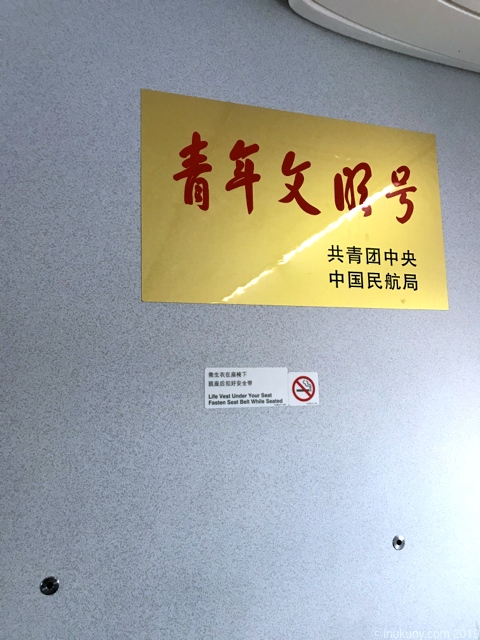 青年文明号
共青团中央
中国民航局
救生衣在座椅下
就座后扣好安全带
Life Vest Under Your Seat
Fasten Seat Belt While Seated